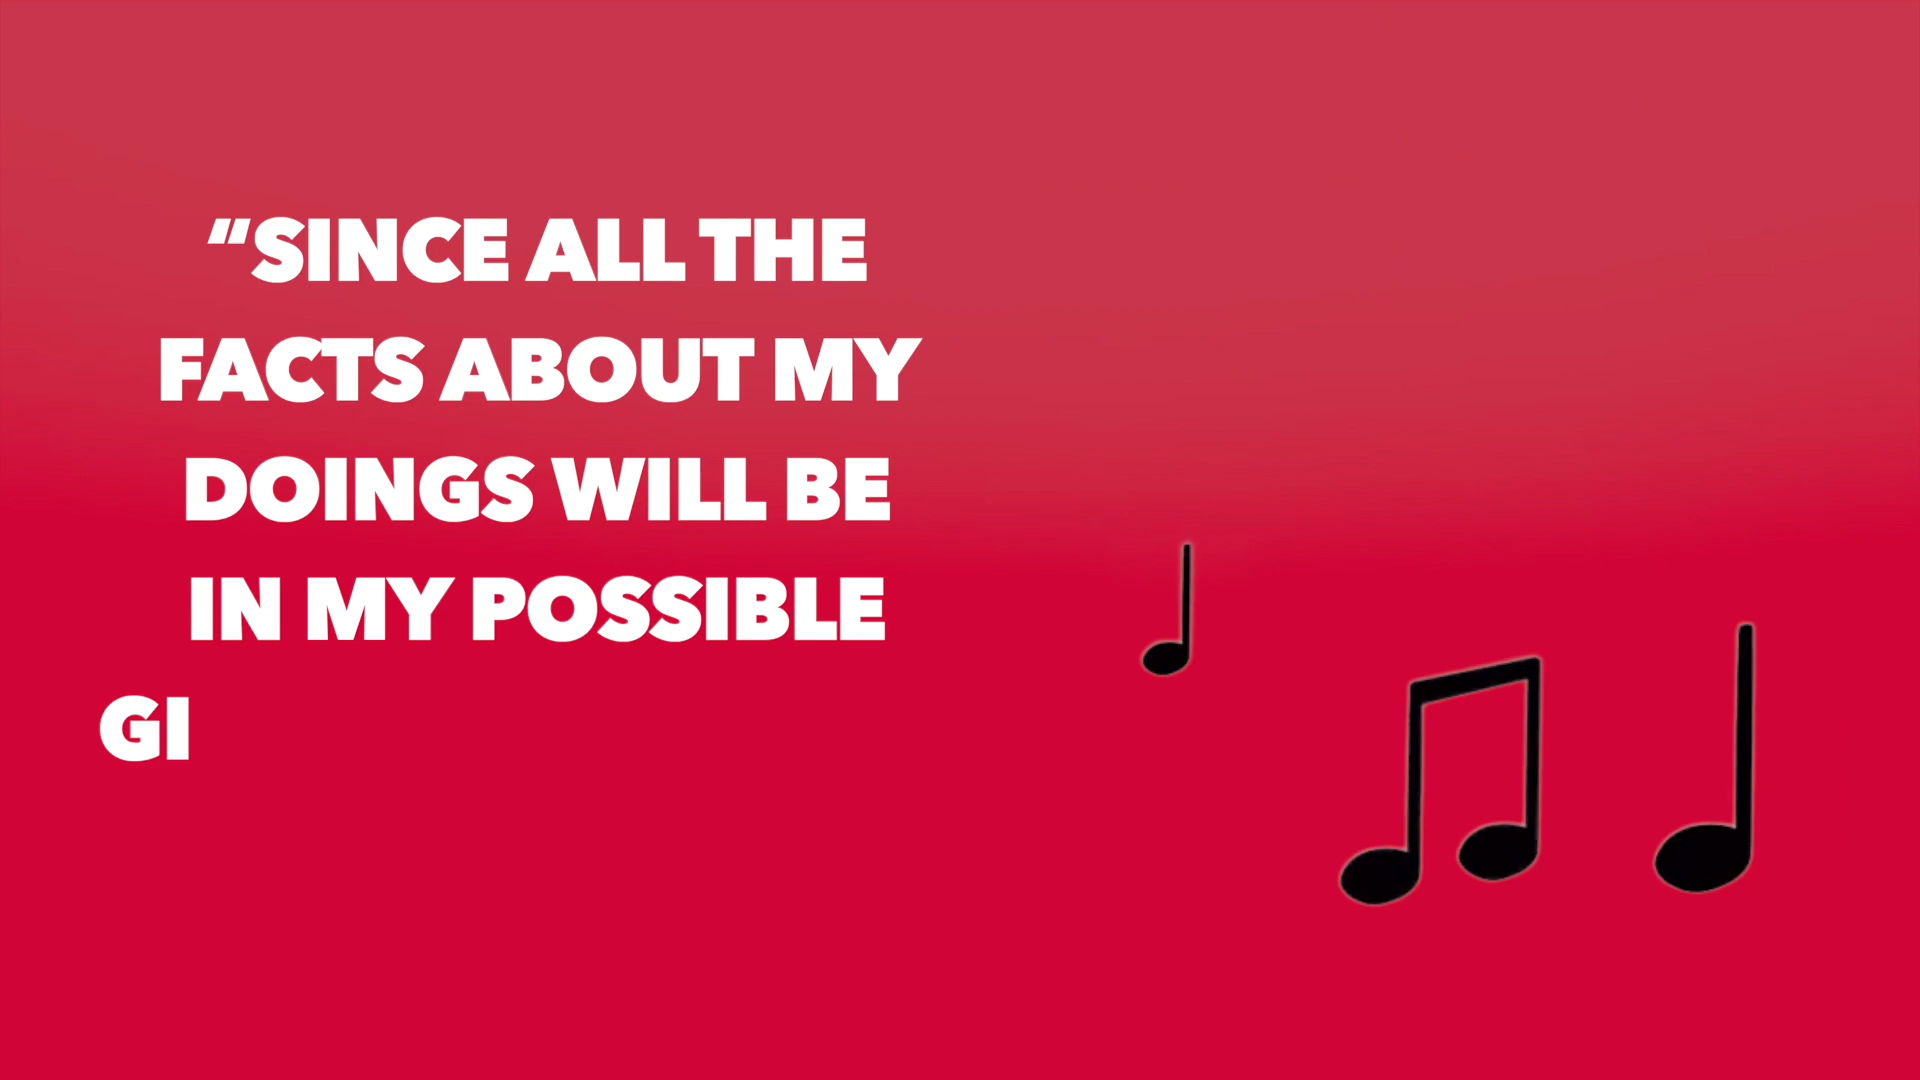 "SINCE ALL THE
FACTS ABOUT MY
DOINGS WILL BE
IN MY POSSIBLE
GI